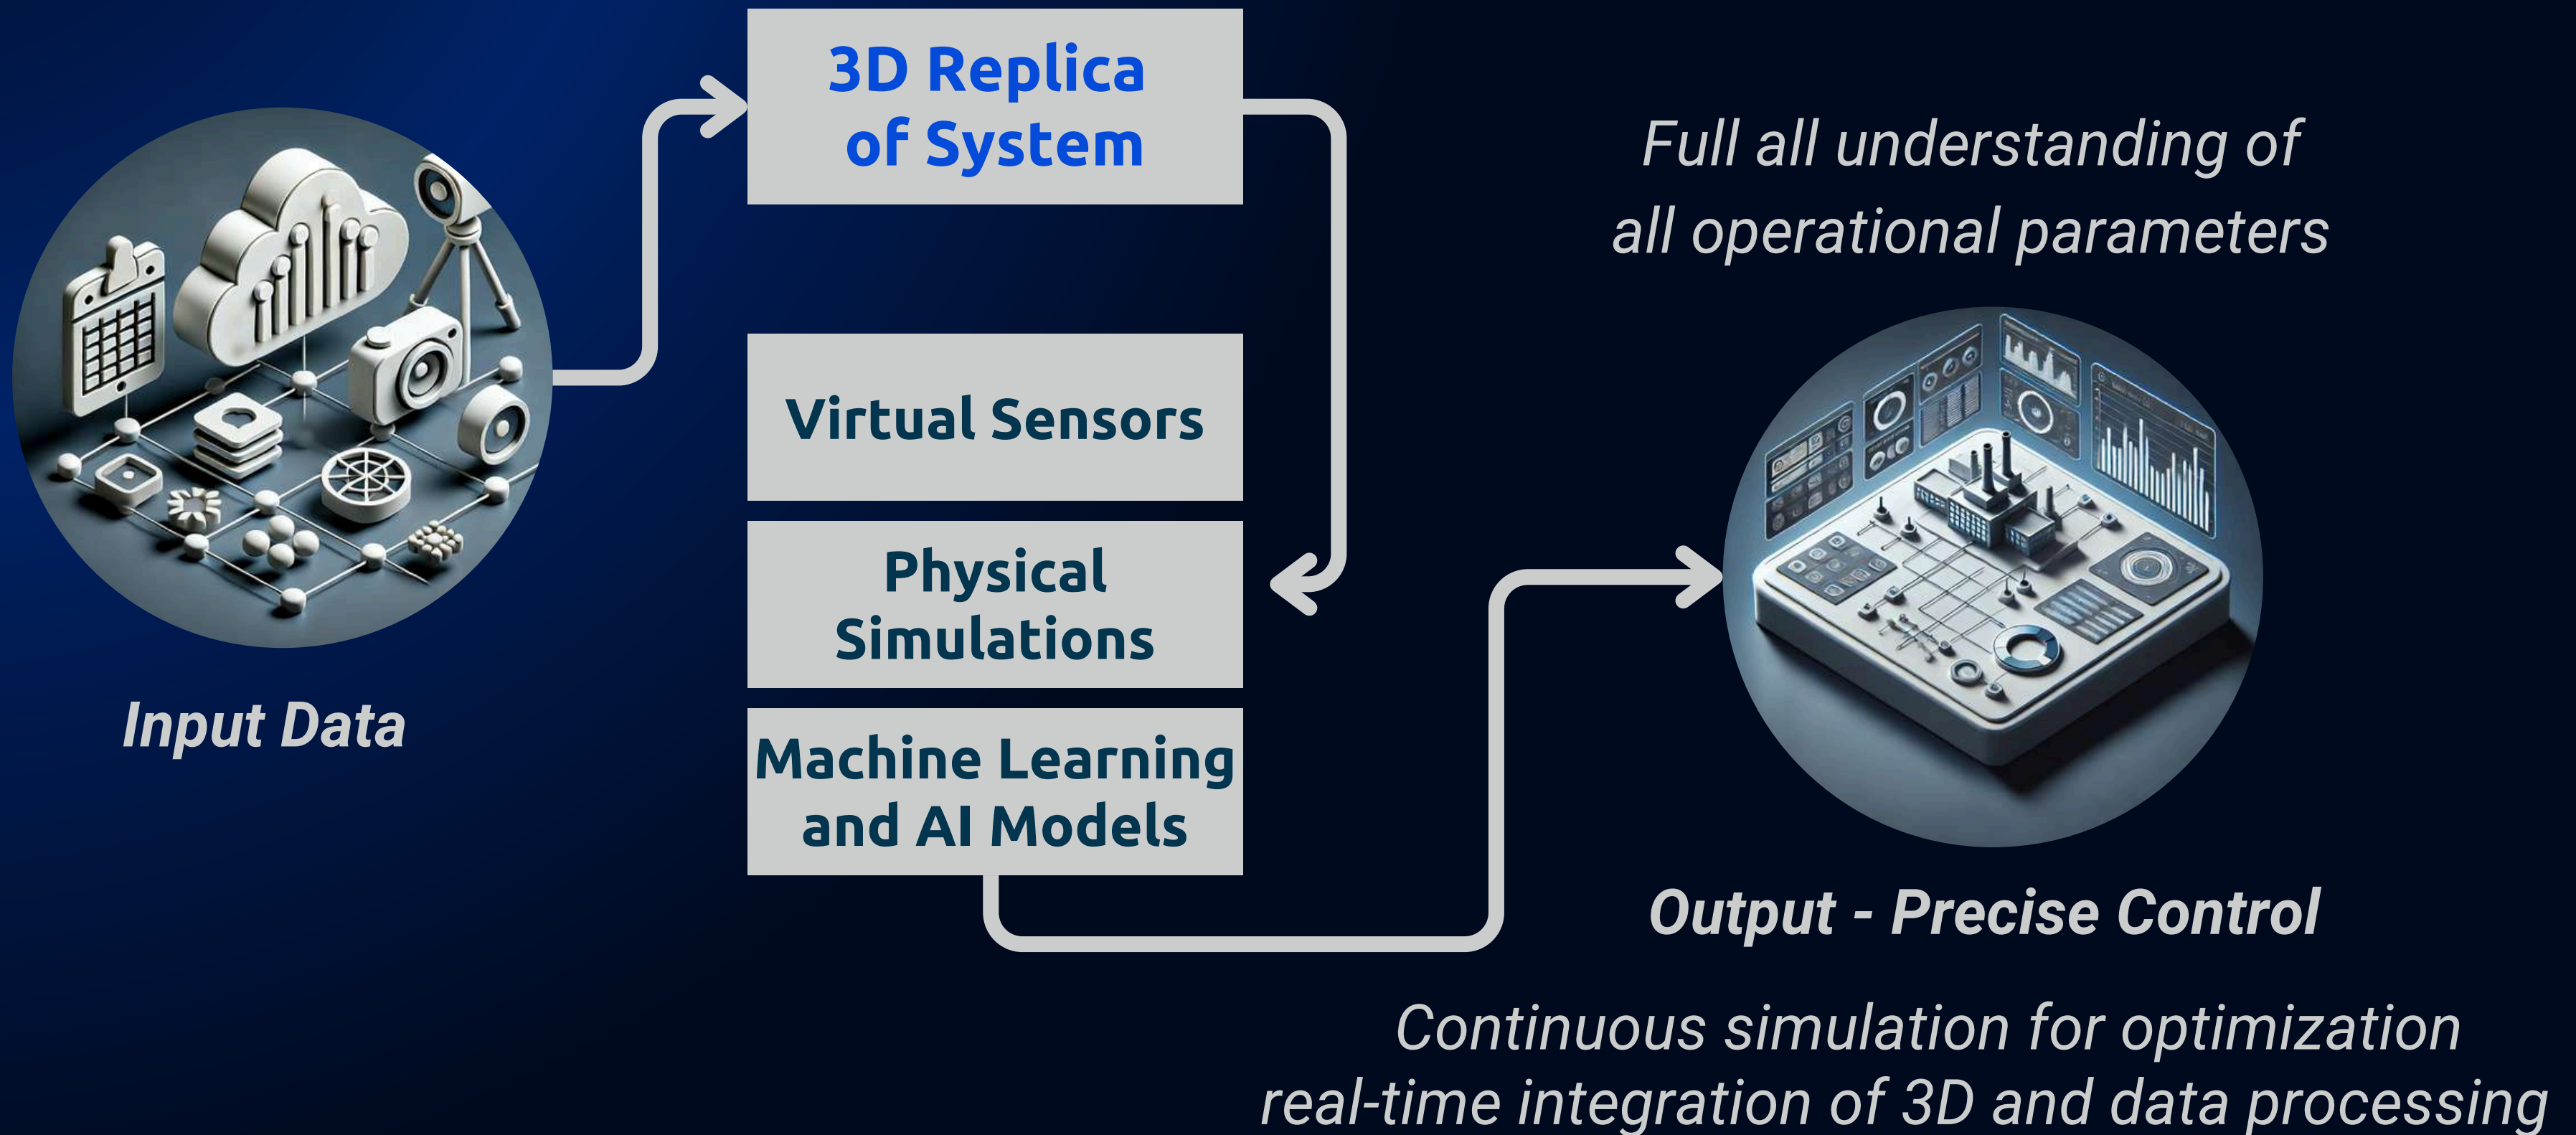 Input Data
3D Replica
of System
Virtual Sensors
Physical
Simulations
Machine Learning
and AI Models
Full all understanding of
all operational parameters
Output - Precise Control
Continuous simulation for optimization
real-time integration of 3D and data processing